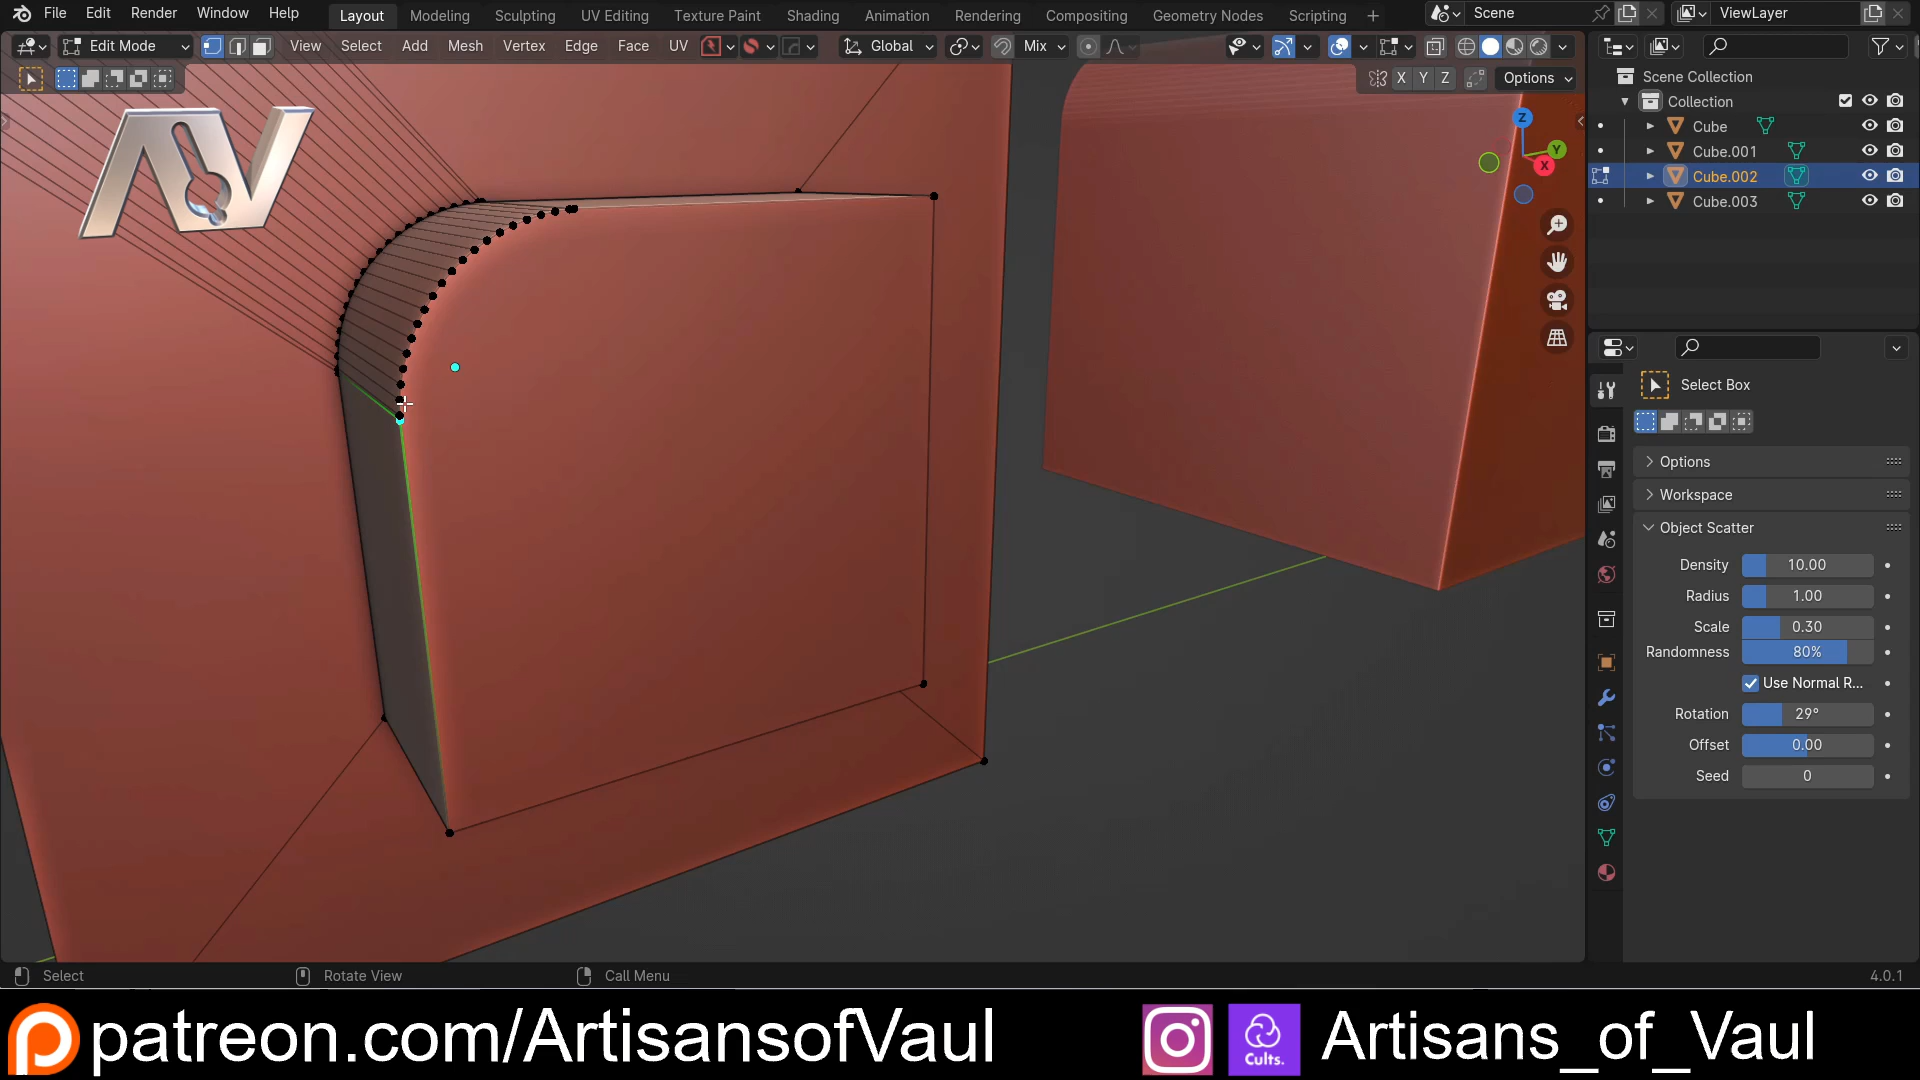 File Edit Render Window Help Layout Modeling Sculpting UV Editing Texture Paint Shading Animation Rendering Compositing Geometry Nodes Scripting + Scene ViewLayer
Edit Mode View Select Add Mesh Vertex Edge Face UV Global Mix
X Y Z Options
Scene Collection
Collection
Cube
Cube.001
Cube.002
Cube.003
Z
Y
X
Select Box
Options
Workspace
Object Scatter
Density 10.00
Radius 1.00
Scale 0.30
Randomness 80%
Use Normal R...
Rotation 29°
Offset 0.00
Seed 0
Select Rotate View Call Menu 4.0.1
patreon.com/ArtisansofVaul Cults. Artisans_of_Vaul